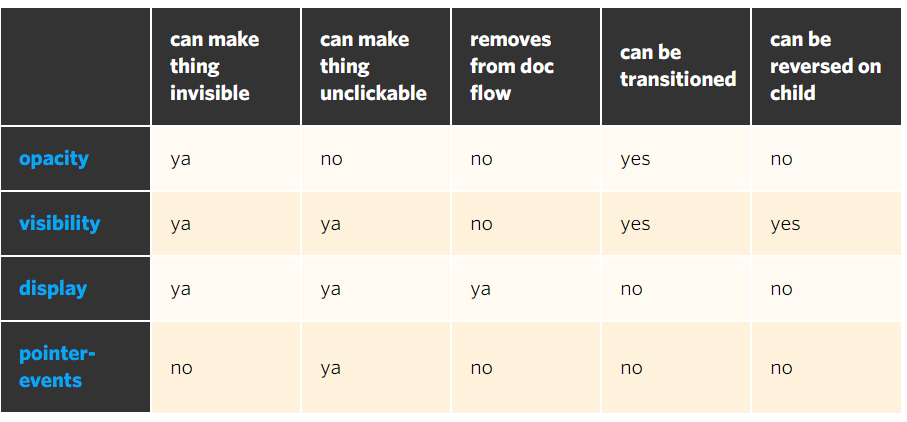 can make thing invisible
can make thing unclickable
removes from doc flow
can be transitioned
can be reversed on child
opacity ya no no yes no
visibility ya ya no yes yes
display ya ya ya no no
pointer-events no ya no no no